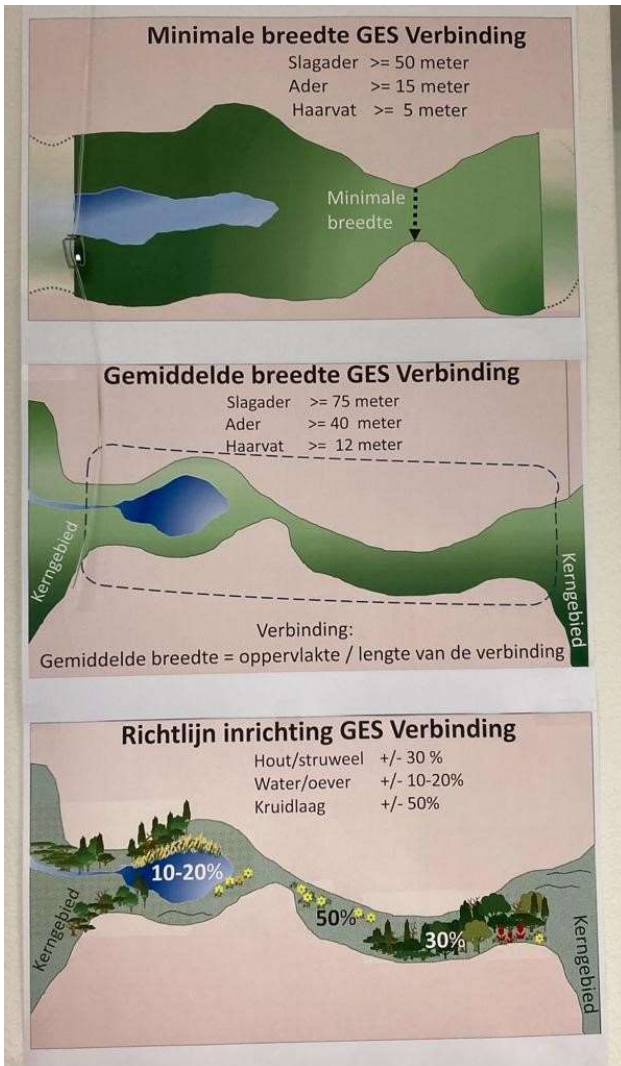 Minimale breedte GES Verbinding
Slagader >= 50 meter
Ader >= 15 meter
Haarvat >= 5 meter
Minimale
breedte
Gemiddelde breedte GES Verbinding
Slagader >= 75 meter
Ader >= 40 meter
Haarvat >= 12 meter
Kerngebied
Kerngebied
Verbinding:
Gemiddelde breedte = oppervlakte / lengte van de verbinding
Richtlijn inrichting GES Verbinding
Hout/struweel +/- 30 %
Water/oever +/- 10-20%
Kruidlaag +/- 50%
10-20%
50%
30%
Kerngebied
Kerngebied